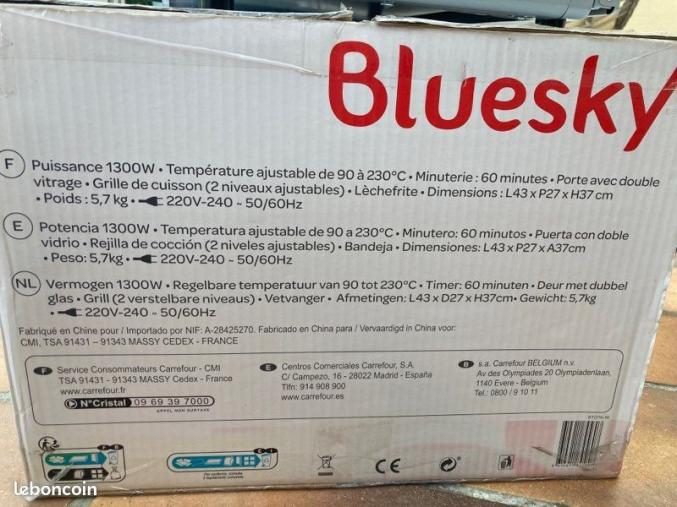 Bluesky
F Puissance 1300W • Température ajustable de 90 à 230°C • Minuterie : 60 minutes • Porte avec double
vitrage • Grille de cuisson (2 niveaux ajustables) • Lèchefrite • Dimensions : L43 x P27 x H37 cm
• Poids : 5,7 kg • 220V-240 ~ 50/60Hz
E Potencia 1300W • Temperatura ajustable de 90 a 230°C • Minutero: 60 minutos • Puerta con doble
vidrio • Rejilla de cocción (2 niveles ajustables) • Bandeja • Dimensiones: L43 x P27 x A37cm
• Peso: 5,7kg • 220V-240 ~ 50/60Hz
NL Vermogen 1300W • Regelbare temperatuur van 90 tot 230°C • Timer: 60 minuten • Deur met dubbel
glas • Grill (2 verstelbare niveaus) • Vetvanger • Afmetingen: L43 x D27 x H37cm • Gewicht: 5,7kg
• 220V-240 ~ 50/60Hz
Fabriqué en Chine pour / Importado por NIF: A-28425270. Fabricado en China para / Vervaardigd in China voor:
CMI, TSA 91431 – 91343 MASSY CEDEX - FRANCE
F Service Consommateurs Carrefour - CMI
TSA 91431 - 91343 MASSY Cedex - France
www.carrefour.fr
N°Cristal 09 69 39 7000
APPEL NON SURTAXE
E Centros Comerciales Carrefour, S.A.
C/ Campezo, 16 - 28022 Madrid - España
Tlfn: 914 908 900
www.carrefour.es
B s.a. Carrefour BELGIUM n.v.
Av des Olympiades 20 Olympiadenlaan,
1140 Evere - Belgium
Tel.: 0800 / 9 10 11
CE
leboncoin